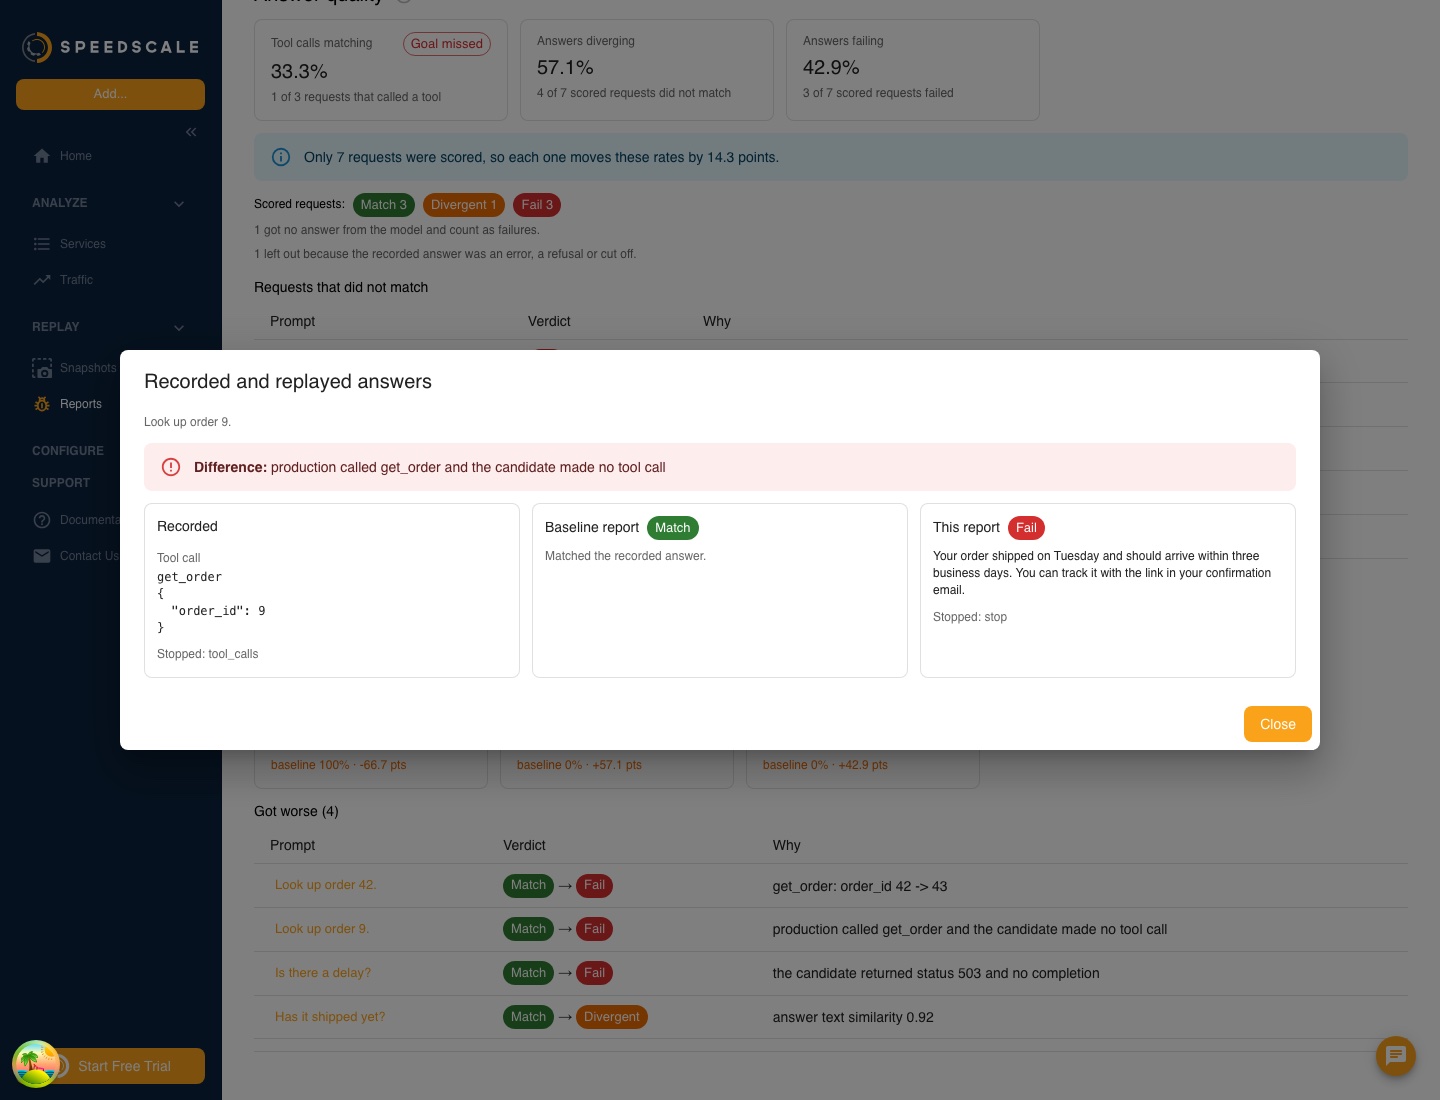 SPEEDSCALE
Add...
Home
ANALYZE
Services
Traffic
REPLAY
Snapshots
Reports
CONFIGURE
SUPPORT
Documenta
Contact Us
Start Free Trial
Tool calls matching
Goal missed
33.3%
1 of 3 requests that called a tool
Answers diverging
57.1%
4 of 7 scored requests did not match
Answers failing
42.9%
3 of 7 scored requests failed
Only 7 requests were scored, so each one moves these rates by 14.3 points.
Scored requests: Match 3 Divergent 1 Fail 3
1 got no answer from the model and count as failures.
1 left out because the recorded answer was an error, a refusal or cut off.
Requests that did not match
Prompt Verdict Why
Recorded and replayed answers
Look up order 9.
Difference: production called get_order and the candidate made no tool call
Recorded
Tool call
get_order
{
"order_id": 9
}
Stopped: tool_calls
Baseline report Match
Matched the recorded answer.
This report Fail
Your order shipped on Tuesday and should arrive within three
business days. You can track it with the link in your confirmation
email.
Stopped: stop
Close
baseline 100% · -66.7 pts
baseline 0% · +57.1 pts
baseline 0% · +42.9 pts
Got worse (4)
Prompt Verdict Why
Look up order 42. Match → Fail get_order: order_id 42 -> 43
Look up order 9. Match → Fail production called get_order and the candidate made no tool call
Is there a delay? Match → Fail the candidate returned status 503 and no completion
Has it shipped yet? Match → Divergent answer text similarity 0.92